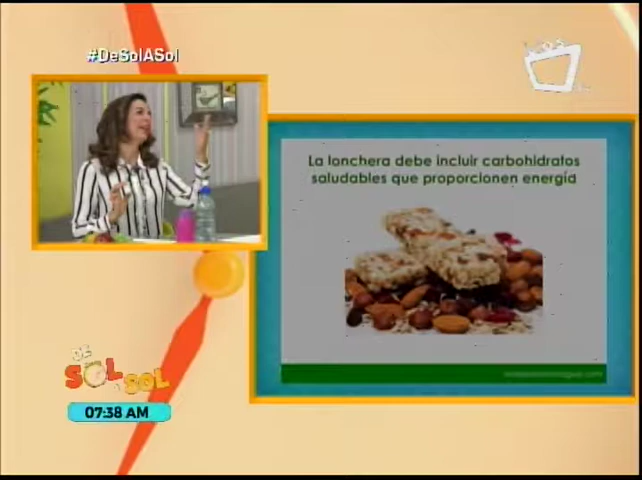 #DeSolASol
La lonchera debe incluir carbohidratos
saludables que proporcionen energía
DE
SOL
A
SOL
07:38 AM